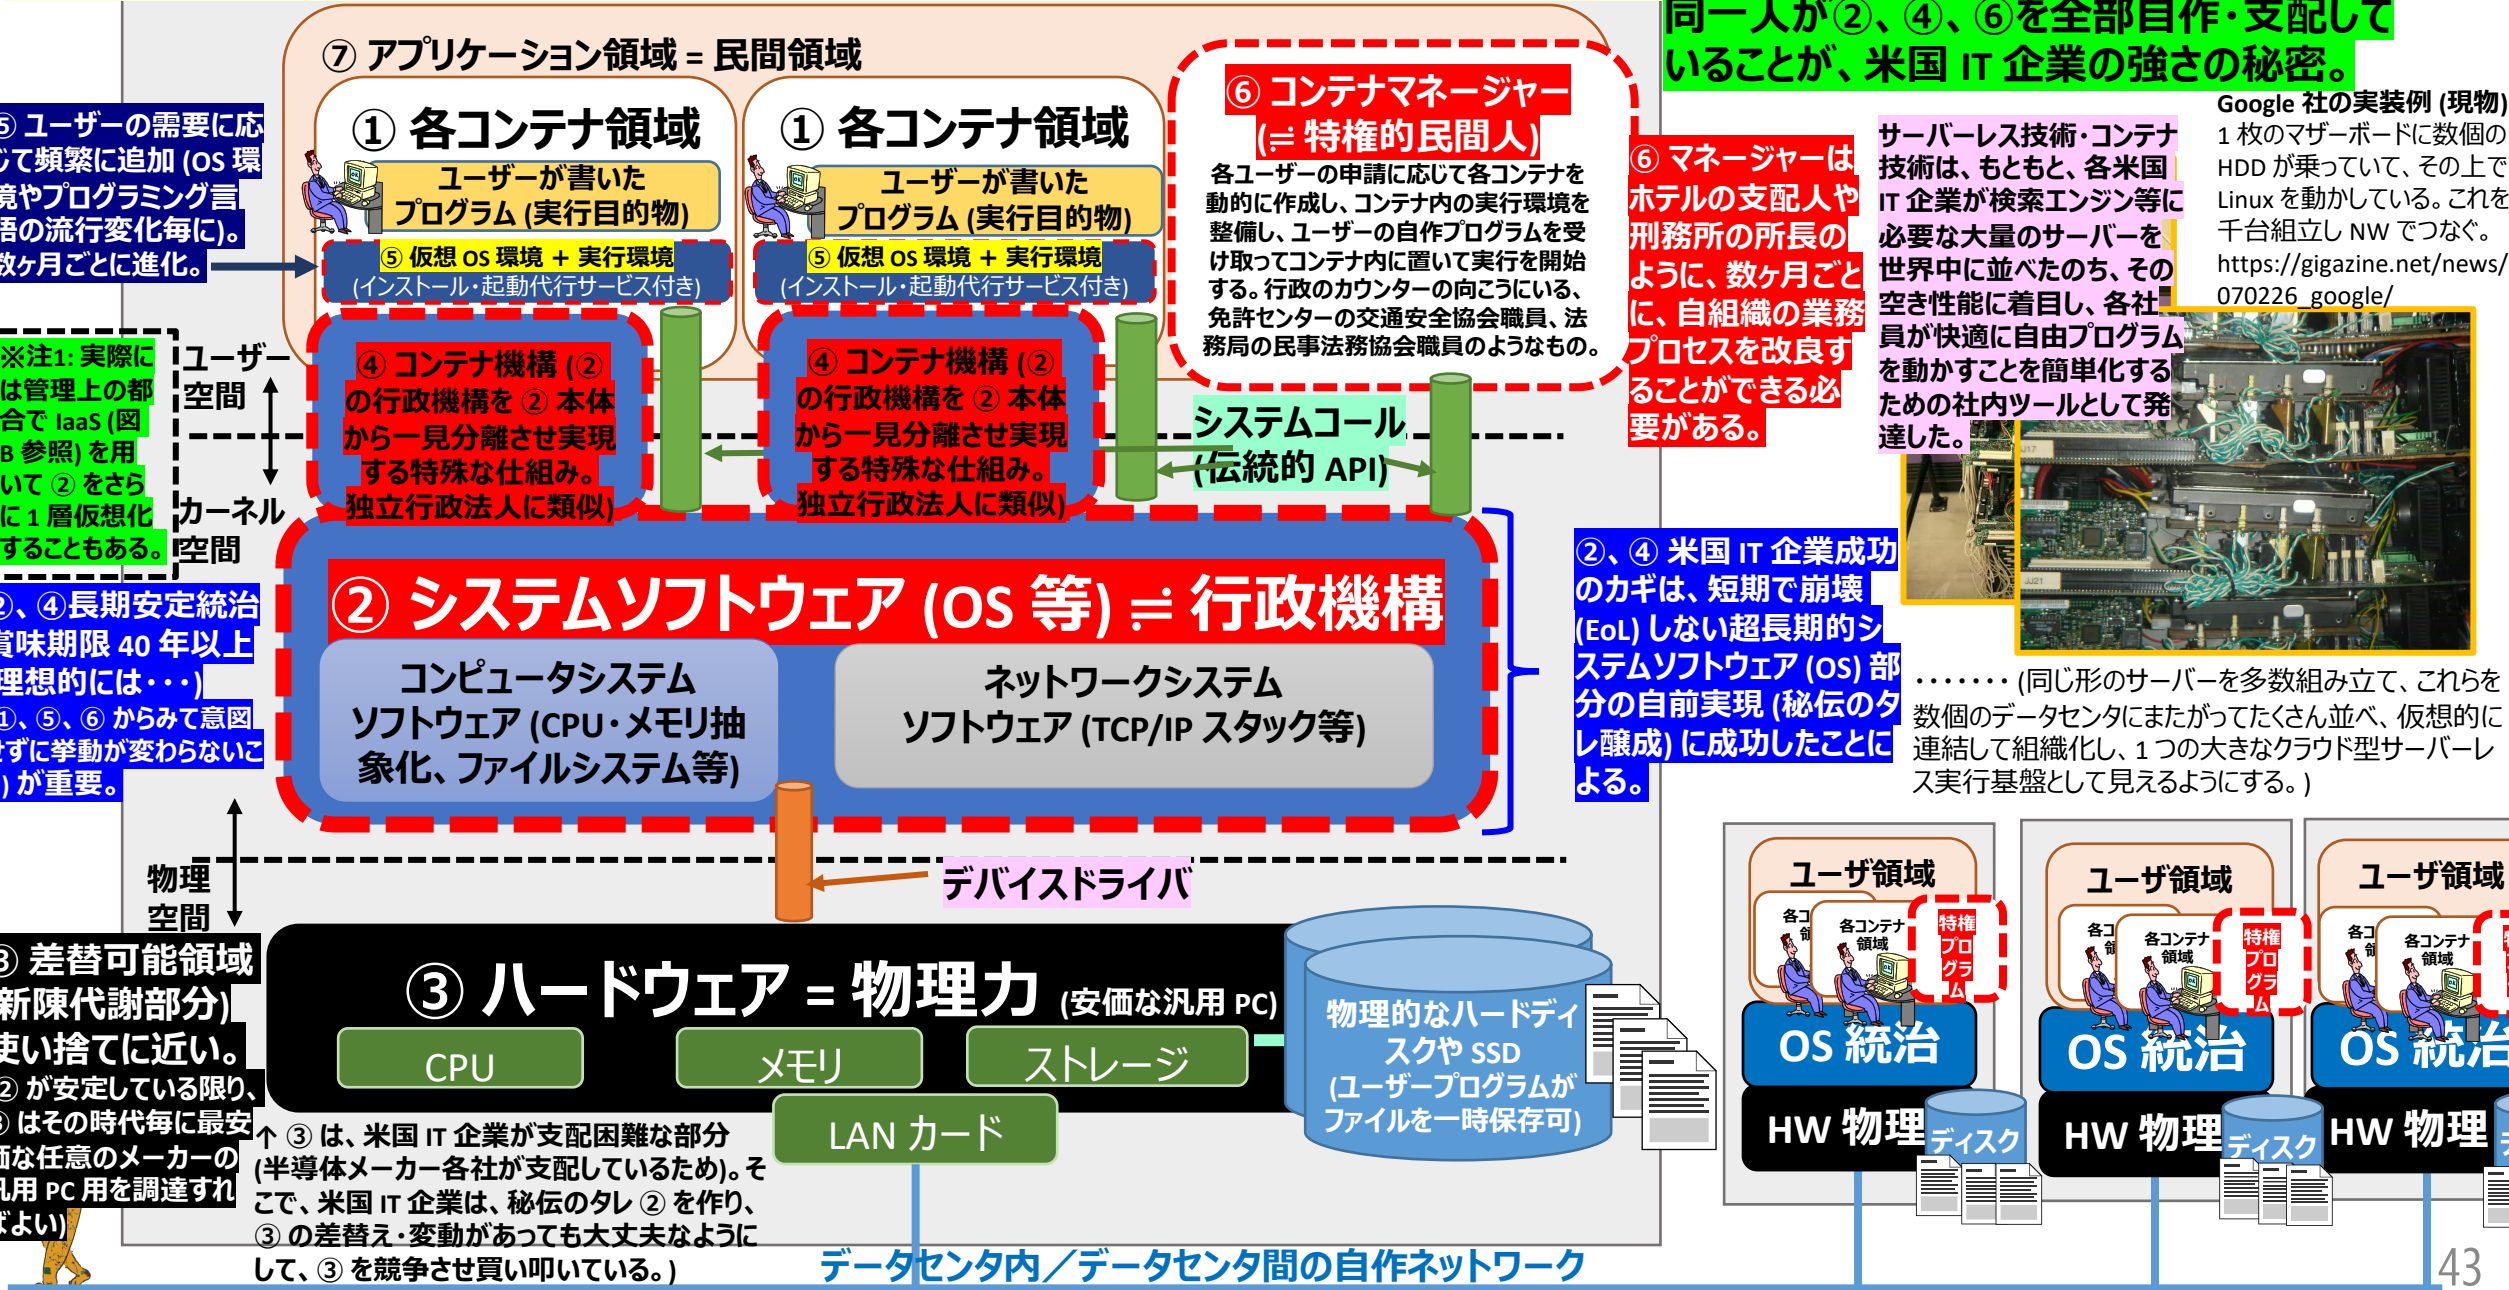 同一人が②、④、⑥を全部自作・支配して
いることが、米国 IT 企業の強さの秘密。
⑦ アプリケーション領域 = 民間領域
① 各コンテナ領域
ユーザーが書いた
プログラム (実行目的物)
⑤ 仮想 OS 環境 + 実行環境
(インストール・起動代行サービス付き)
① 各コンテナ領域
ユーザーが書いた
プログラム (実行目的物)
⑤ 仮想 OS 環境 + 実行環境
(インストール・起動代行サービス付き)
⑥ コンテナマネージャー
(≒ 特権的民間人)
各ユーザーの申請に応じて各コンテナを
動的に作成し、コンテナ内の実行環境を
整備し、ユーザーの自作プログラムを受
け取ってコンテナ内に置いて実行を開始
する。行政のカウンターの向こうにいる、
免許センターの交通安全協会職員、法
務局の民事法務協会職員のようなもの。
⑤ ユーザーの需要に応
じて頻繁に追加 (OS 環
境やプログラミング言
語の流行変化毎に)。
数ヶ月ごとに進化。
⑥ マネージャーは
ホテルの支配人や
刑務所の所長の
ように、数ヶ月ごと
に、自組織の業務
プロセスを改良す
ることができる必
要がある。
サーバーレス技術・コンテナ
技術は、もともと、各米国
IT 企業が検索エンジン等に
必要な大量のサーバーを
世界中に並べたのち、その
空き性能に着目し、各社
員が快適に自由プログラム
を動かすことを簡単化する
ための社内ツールとして発
達した。
Google 社の実装例 (現物)
1 枚のマザーボードに数個の
HDD が乗っていて、その上で
Linux を動かしている。これを
千台組立し NW でつなぐ。
https://gigazine.net/news/
070226_google/
※注1: 実際に
は管理上の都
合で IaaS (図
B 参照) を用
いて ② をさら
に 1 層仮想化
することもある。
ユーザー
空間
カーネル
空間
④ コンテナ機構 (②
の行政機構を ② 本体
から一見分離させ実現
する特殊な仕組み。
独立行政法人に類似)
④ コンテナ機構 (②
の行政機構を ② 本体
から一見分離させ実現
する特殊な仕組み。
独立行政法人に類似)
システムコール
(伝統的 API)
②、④長期安定統治
賞味期限 40 年以上
理想的には・・・)
①、⑤、⑥ からみて意図
せずに挙動が変わらないこ
) が重要。
② システムソフトウェア (OS 等) ≒ 行政機構
コンピュータシステム
ソフトウェア (CPU・メモリ抽
象化、ファイルシステム等)
ネットワークシステム
ソフトウェア (TCP/IP スタック等)
②、④ 米国 IT 企業成功
のカギは、短期で崩壊
(EoL) しない超長期的シ
ステムソフトウェア (OS) 部
分の自前実現 (秘伝のタ
レ醸成) に成功したことに
よる。
J17
JJ21
・・・・・・・ (同じ形のサーバーを多数組み立て、これらを
数個のデータセンタにまたがってたくさん並べ、仮想的に
連結して組織化し、1 つの大きなクラウド型サーバーレ
ス実行基盤として見えるようにする。)
物理
空間
デバイスドライバ
③ 差替可能領域
新陳代謝部分)
使い捨てに近い。
② が安定している限り、
③ はその時代毎に最安
価な任意のメーカーの
汎用 PC 用を調達すれ
ばよい)
③ ハードウェア = 物理力 (安価な汎用 PC)
CPU
メモリ
ストレージ
LAN カード
物理的なハードディ
スクや SSD
(ユーザープログラムが
ファイルを一時保存可)
↑ ③ は、米国 IT 企業が支配困難な部分
(半導体メーカー各社が支配しているため)。そ
こで、米国 IT 企業は、秘伝のタレ ② を作り、
③ の差替え・変動があっても大丈夫なように
して、③ を競争させ買い叩いている。)
データセンタ内/データセンタ間の自作ネットワーク
ユーザ領域
各コ
領
各コンテナ
領域
特権
プロ
グラ
ム
OS 統治
HW 物理
ディスク
ユーザ領域
各コ
領
各コンテナ
領域
特権
プロ
グラ
ム
OS 統治
HW 物理
ディスク
ユーザ領域
各コ
領
各コンテナ
領域
OS 統治
HW 物理
43